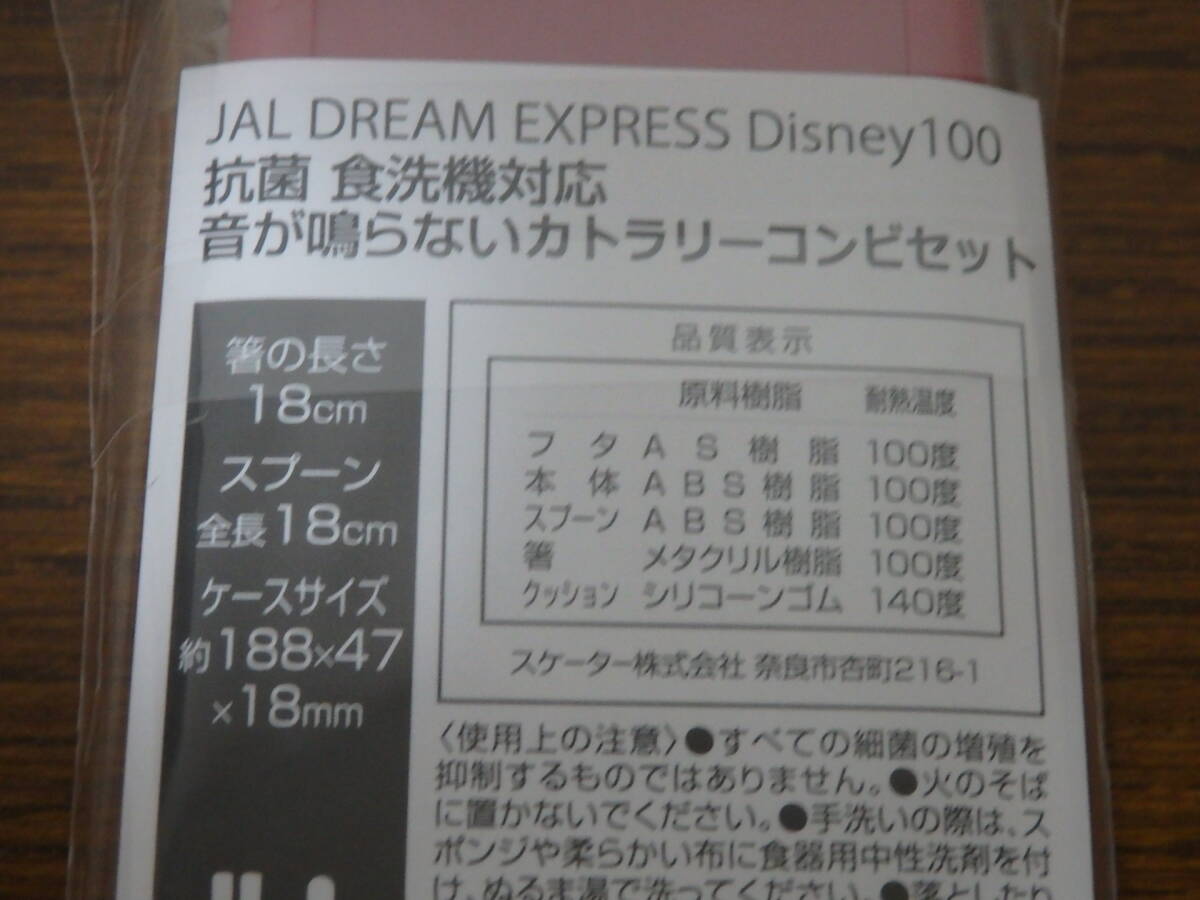 JAL DREAM EXPRESS Disney100
抗菌 食洗機対応
音が鳴らないカトラリーコンビセット
箸の長さ
18cm
スプーン
全長18cm
ケースサイズ
約188×47
×18mm
品質表示
原料樹脂 耐熱温度
フタ AS樹脂 100度
本体 ABS樹脂 100度
スプーン ABS樹脂 100度
箸 メタクリル樹脂 100度
クッション シリコーンゴム 140度
スケーター株式会社 奈良市杏町216-1
〈使用上の注意〉●すべての細菌の増殖を
抑制するものではありません。●火のそば
に置かないでください。●手洗いの際は、ス
ポンジや柔らかい布に食器用中性洗剤を付
け、ぬるま湯で洗ってください。●落としたり